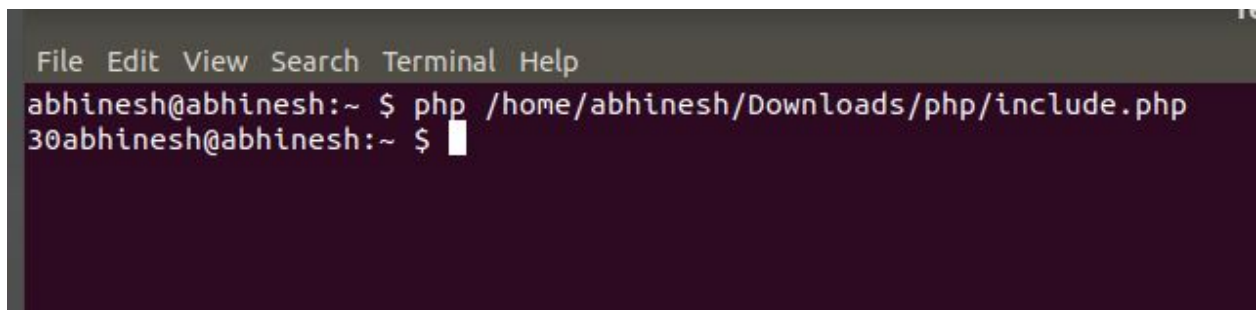 File Edit View Search Terminal Help
abhinesh@abhinesh:~ $ php /home/abhinesh/Downloads/php/include.php
30abhinesh@abhinesh:~ $